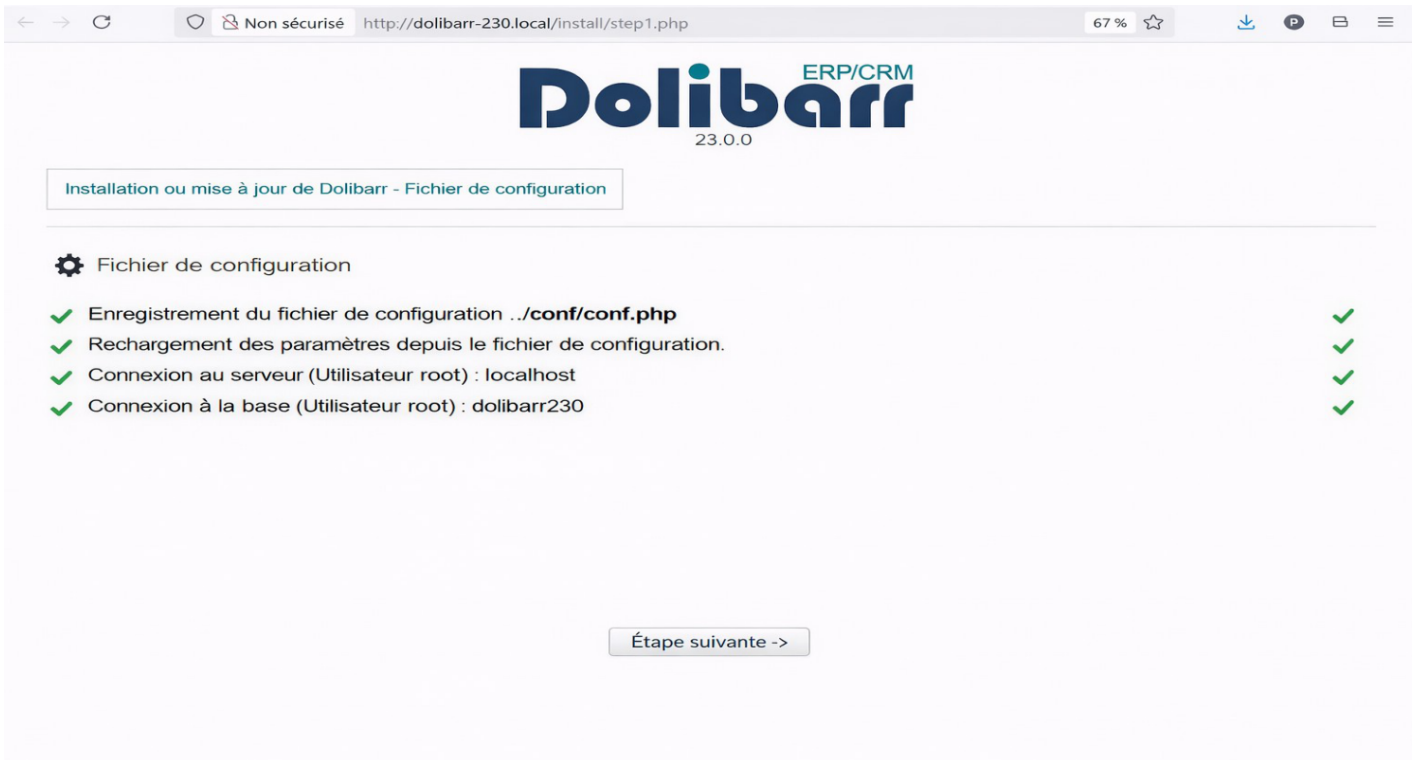 Non sécurisé http://dolibarr-230.local/install/step1.php 67 % P
ERP/CRM
Dolibarr
23.0.0
Installation ou mise à jour de Dolibarr - Fichier de configuration
Fichier de configuration
Enregistrement du fichier de configuration ../conf/conf.php
Rechargement des paramètres depuis le fichier de configuration.
Connexion au serveur (Utilisateur root) : localhost
Connexion à la base (Utilisateur root) : dolibarr230
Étape suivante ->